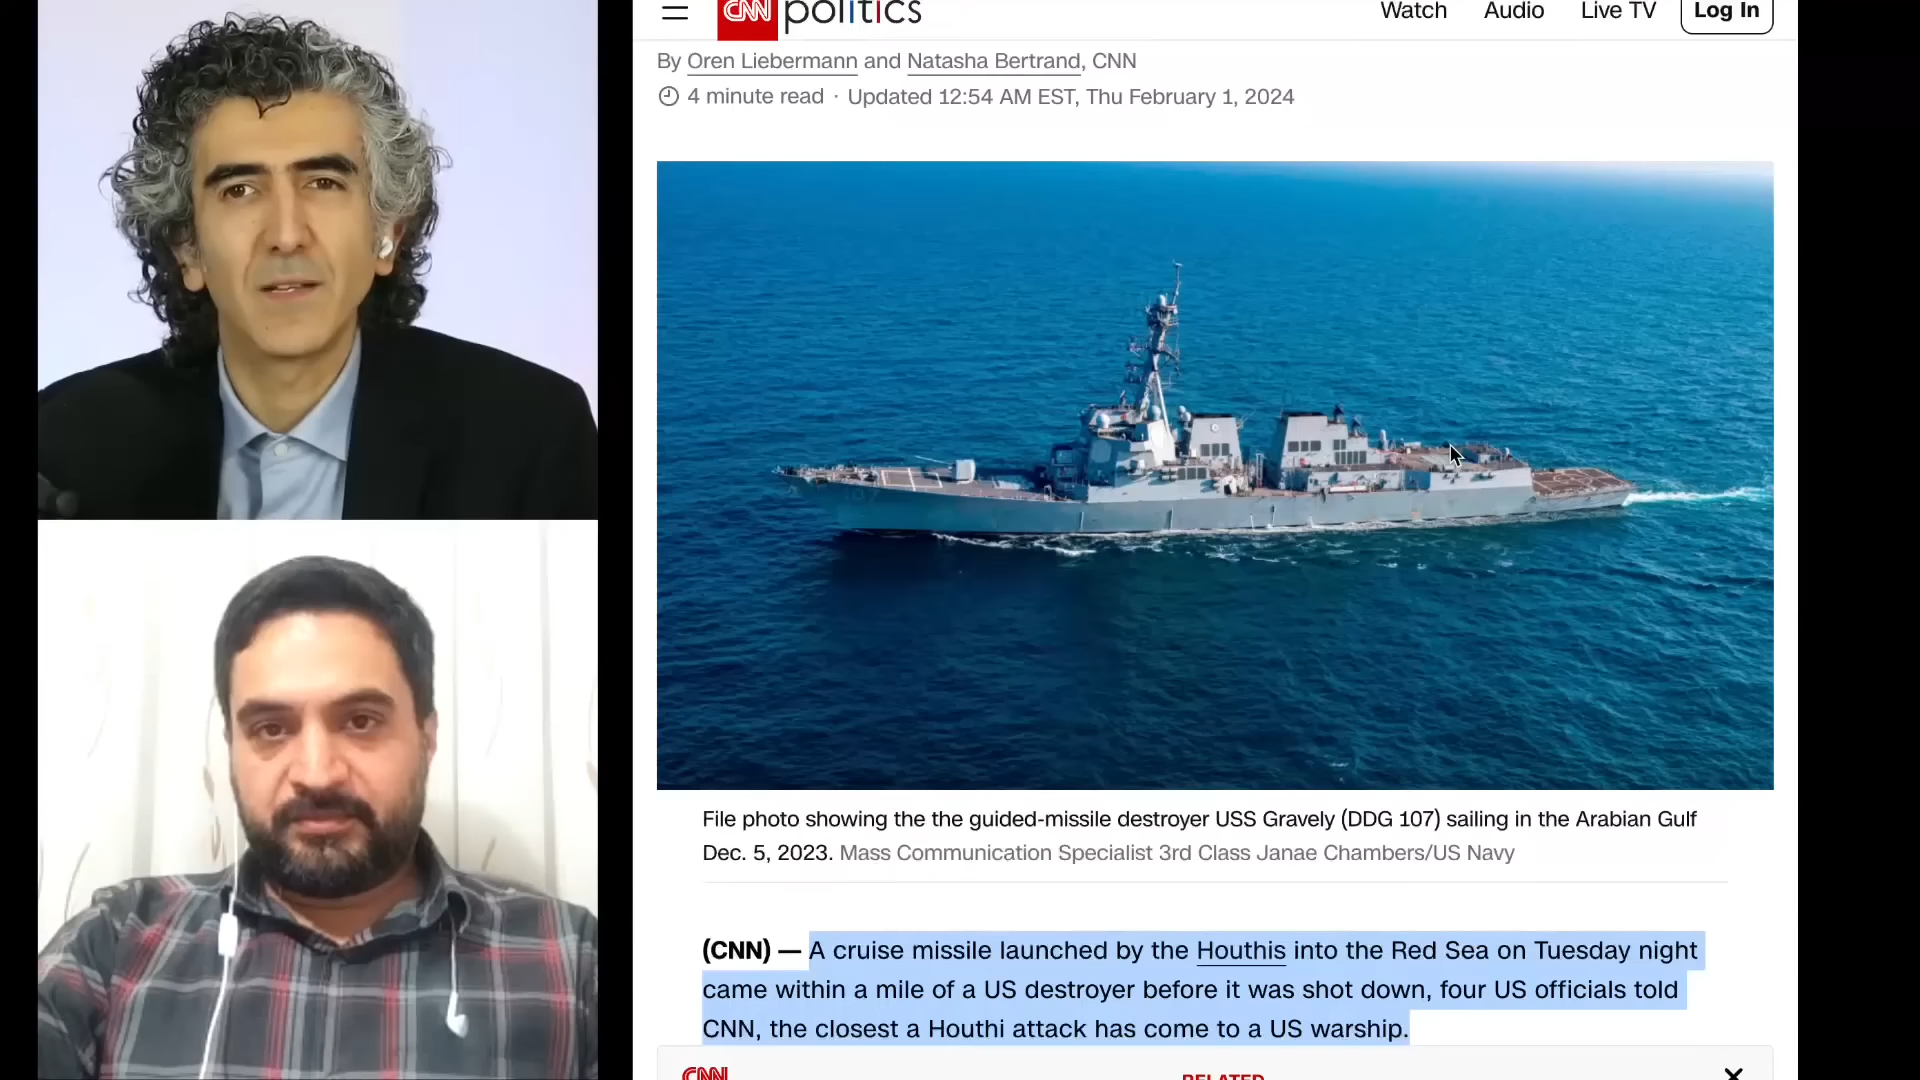 CNN politics
Watch Audio Live TV Log In
By Oren Liebermann and Natasha Bertrand, CNN
4 minute read · Updated 12:54 AM EST, Thu February 1, 2024
File photo showing the the guided-missile destroyer USS Gravely (DDG 107) sailing in the Arabian Gulf
Dec. 5, 2023. Mass Communication Specialist 3rd Class Janae Chambers/US Navy
(CNN) — A cruise missile launched by the Houthis into the Red Sea on Tuesday night
came within a mile of a US destroyer before it was shot down, four US officials told
CNN, the closest a Houthi attack has come to a US warship.
CNN RELATED